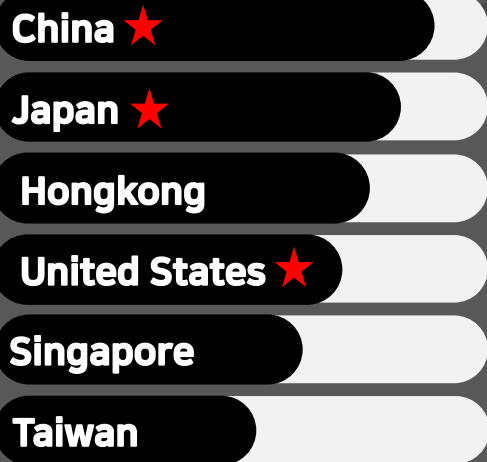 China ★
Japan ★
Hongkong
United States ★
Singapore
Taiwan